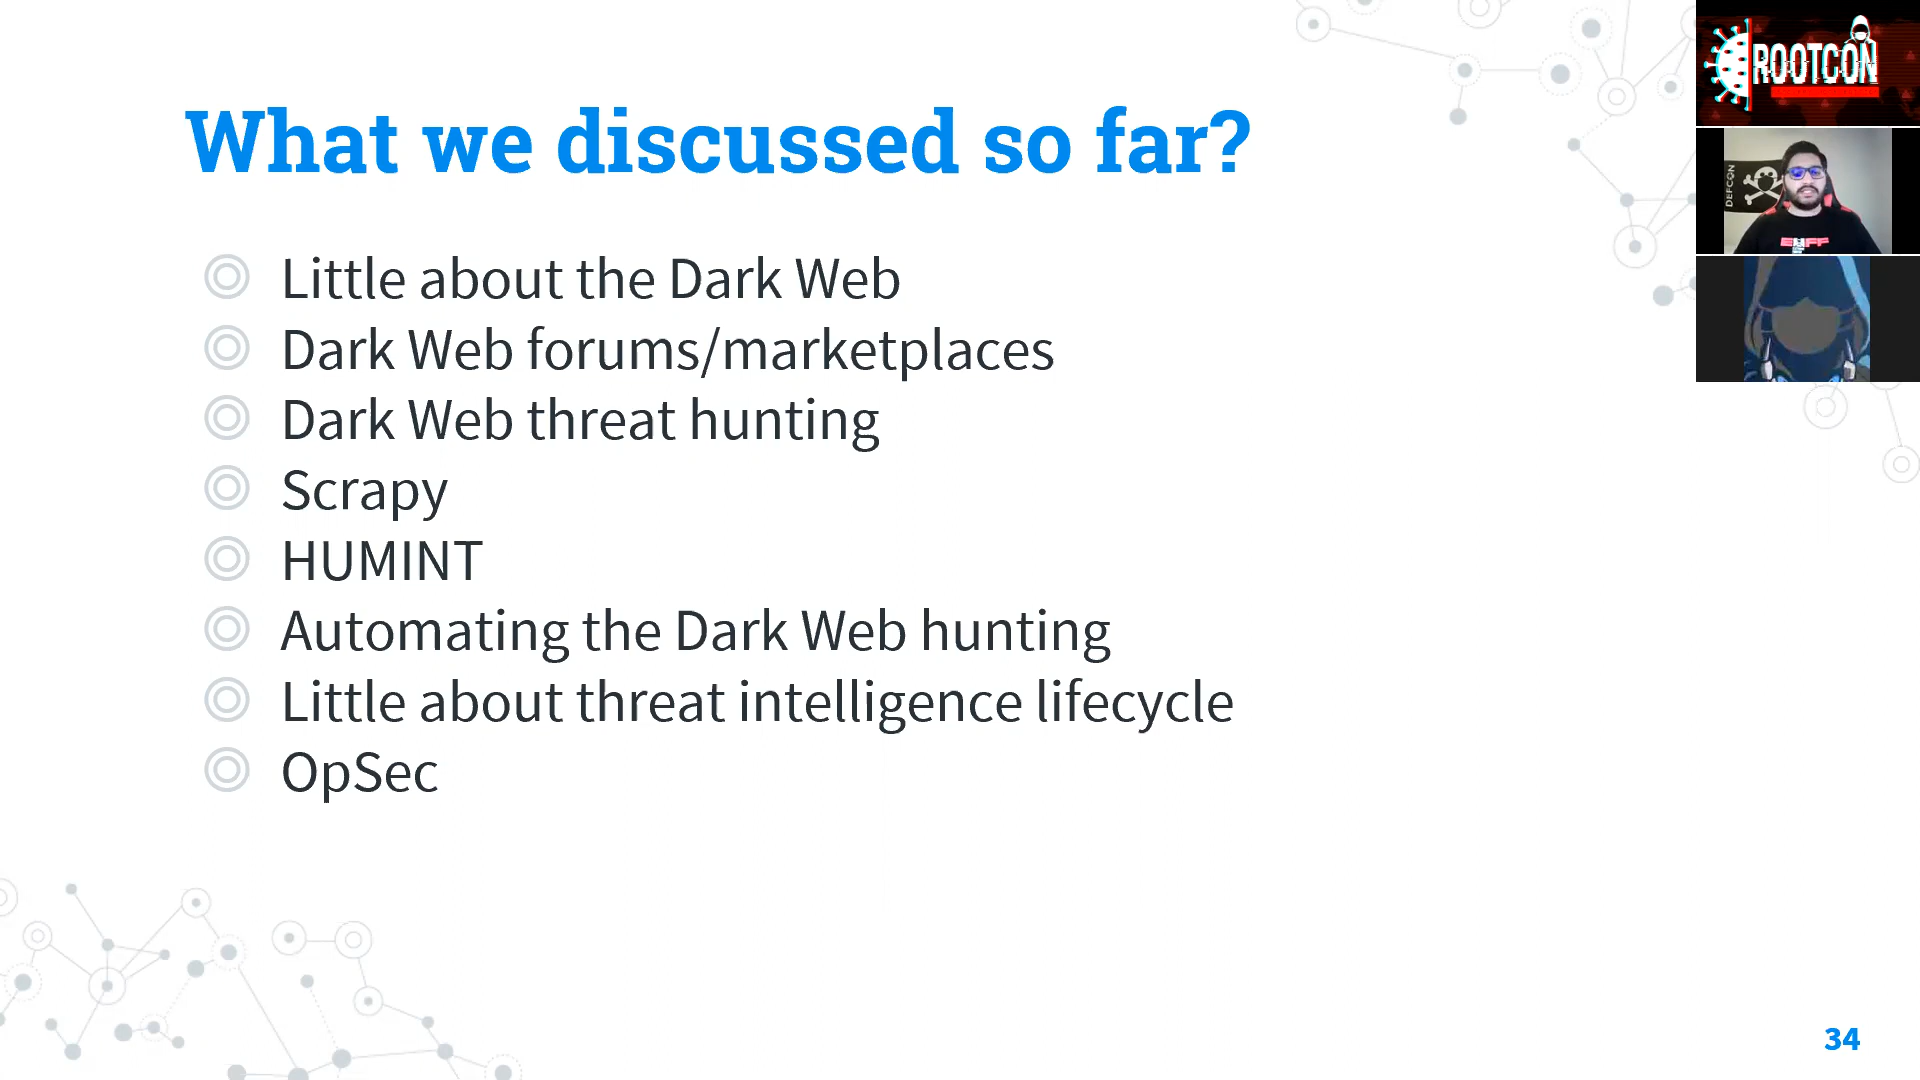 What we discussed so far?
Little about the Dark Web
Dark Web forums/marketplaces
Dark Web threat hunting
Scrapy
HUMINT
Automating the Dark Web hunting
Little about threat intelligence lifecycle
OpSec
34
ROOTCON
DEFCON